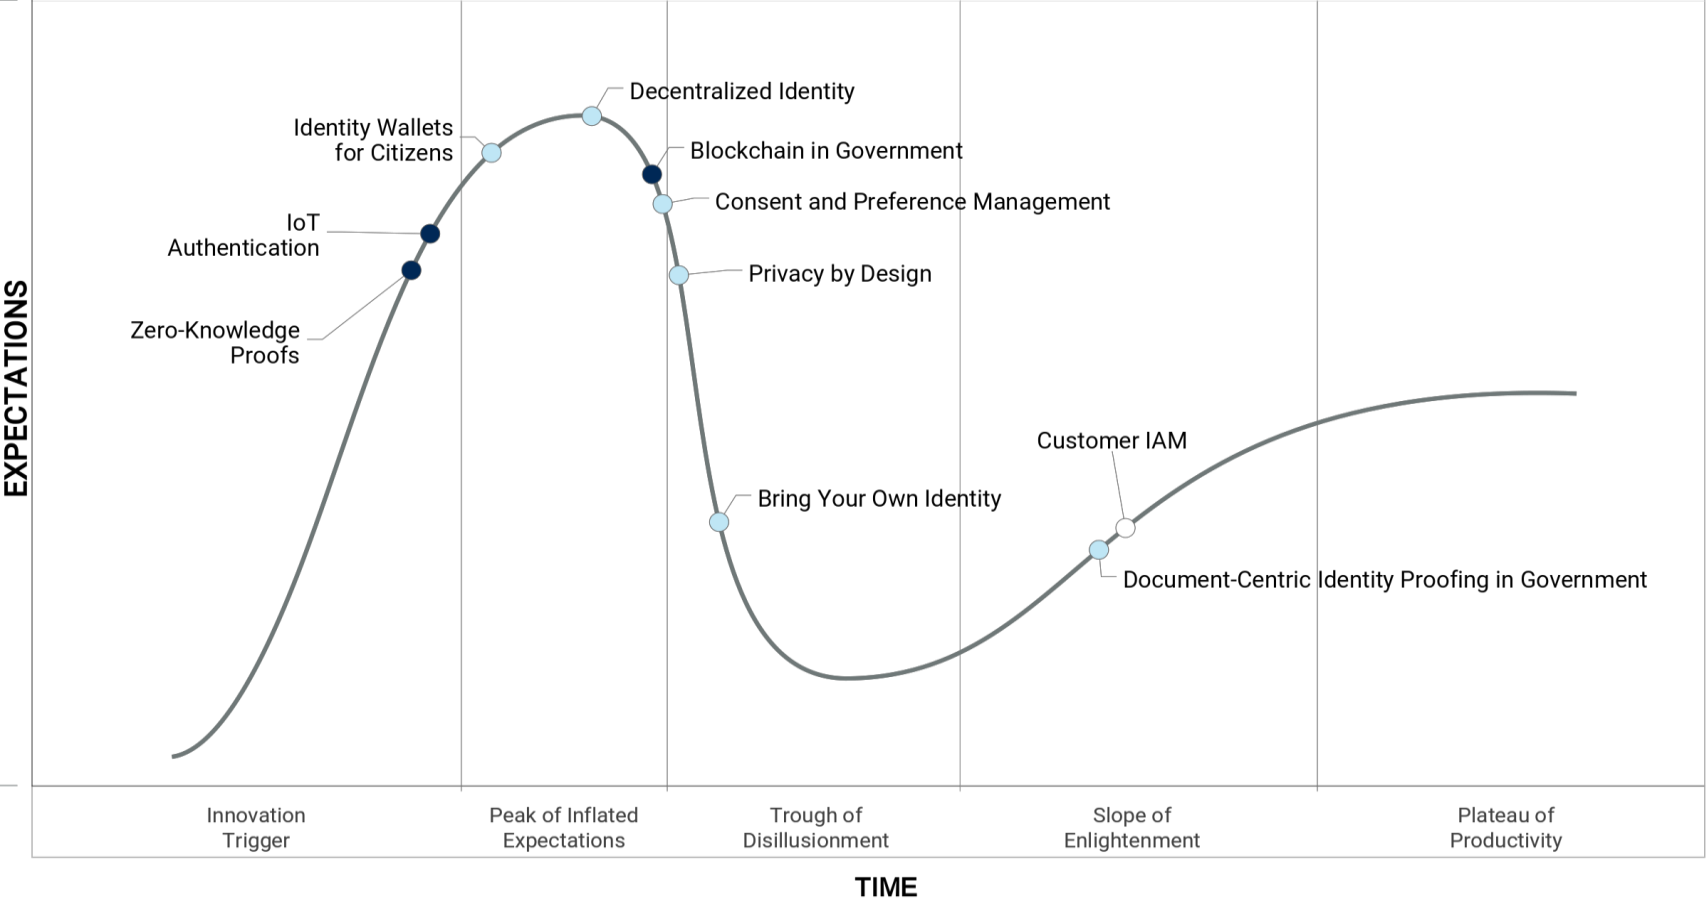 Decentralized Identity
Identity Wallets
for Citizens
Blockchain in Government
Consent and Preference Management
IoT
Authentication
Privacy by Design
Zero-Knowledge
Proofs
EXPECTATIONS
Customer IAM
Bring Your Own Identity
Document-Centric Identity Proofing in Government
Innovation
Trigger
Peak of Inflated
Expectations
Trough of
Disillusionment
Slope of
Enlightenment
Plateau of
Productivity
TIME